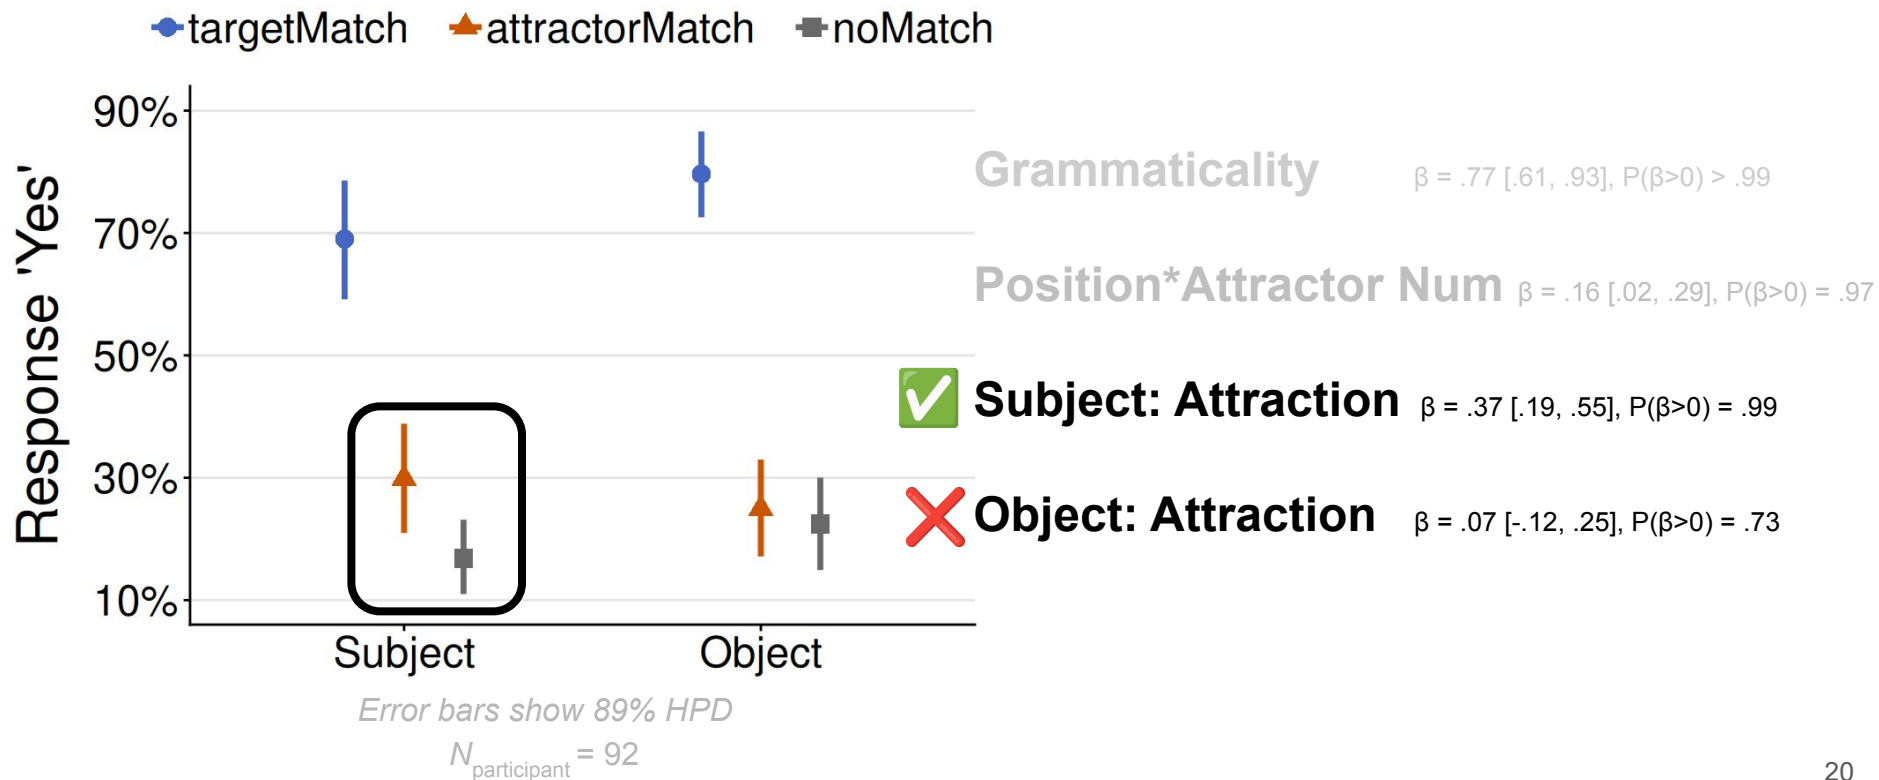 targetMatch attractorMatch noMatch
Response 'Yes'
90%
70%
50%
30%
10%
Subject Object
Error bars show 89% HPD
Nparticipant = 92
Grammaticality β = .77 [.61, .93], P(β>0) > .99
Position*Attractor Num β = .16 [.02, .29], P(β>0) = .97
✅ Subject: Attraction β = .37 [.19, .55], P(β>0) = .99
❌ Object: Attraction β = .07 [-.12, .25], P(β>0) = .73
20